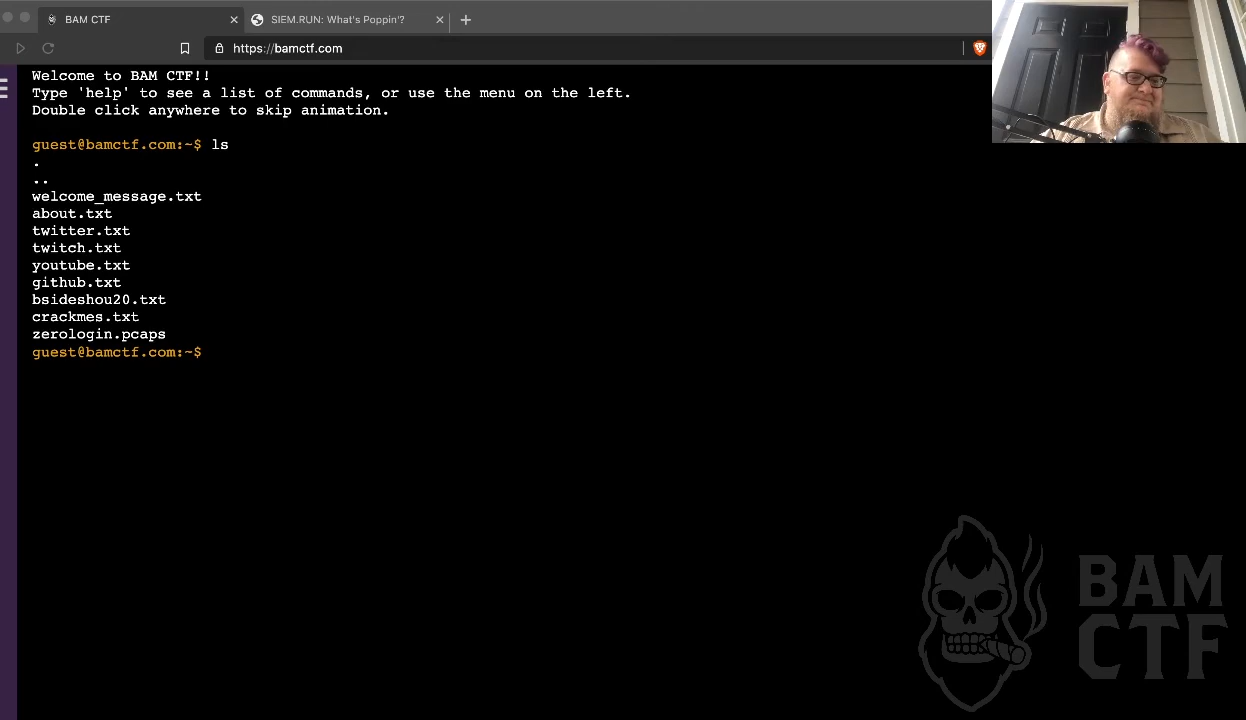 BAM CTF
SIEM.RUN: What's Poppin'?
https://bamctf.com
Welcome to BAM CTF!!
Type 'help' to see a list of commands, or use the menu on the left.
Double click anywhere to skip animation.
guest@bamctf.com:~$ ls
.
..
welcome_message.txt
about.txt
twitter.txt
twitch.txt
youtube.txt
github.txt
bsideshou20.txt
crackmes.txt
zerologin.pcaps
guest@bamctf.com:~$
BAM
CTF